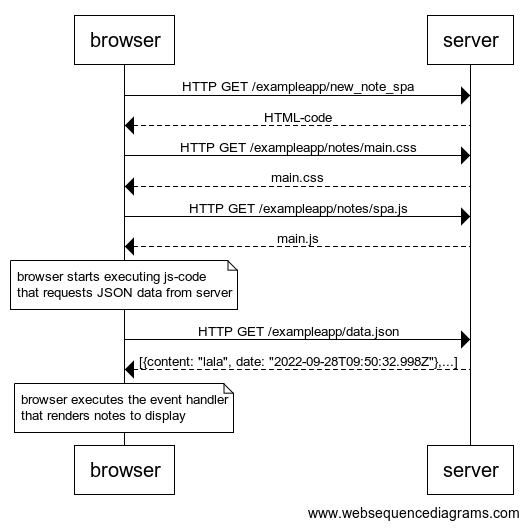 browser
server
HTTP GET /exampleapp/new_note_spa
HTML-code
HTTP GET /exampleapp/notes/main.css
main.css
HTTP GET /exampleapp/notes/spa.js
main.js
browser starts executing js-code
that requests JSON data from server
HTTP GET /exampleapp/data.json
[{content: "lala", date: "2022-09-28T09:50:32.998Z"},...]
browser executes the event handler
that renders notes to display
browser
server
www.websequencediagrams.com